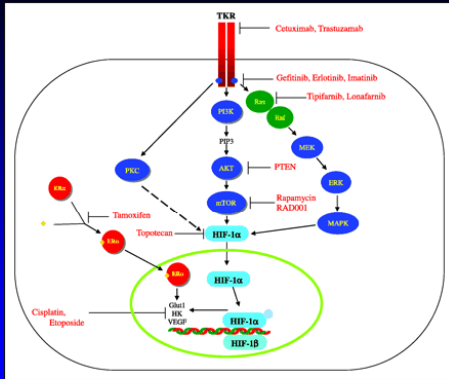 TKR
Cetuximab, Trastuzamab
Gefitinib, Erlotinib, Imatinib
Ras
Tipifarnib, Lonafarnib
PI3K
Raf
PIP3
MEK
PKC
AKT
PTEN
ERα
ERK
mTOR
Rapamycin
RAD001
Tamoxifen
MAPK
Topotecan
HIF-1α
ERα
ERα
HIF-1α
Cisplatin,
Etoposide
Glut1
HK
VEGF
HIF-1α
HIF-1β